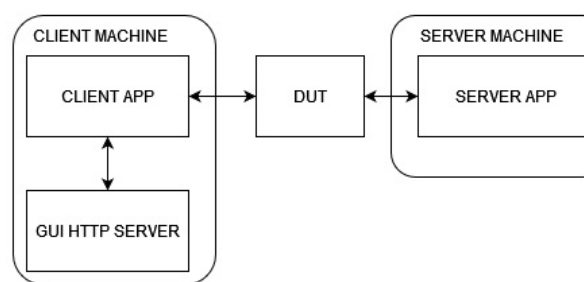 CLIENT MACHINE
CLIENT APP
GUI HTTP SERVER
DUT
SERVER MACHINE
SERVER APP